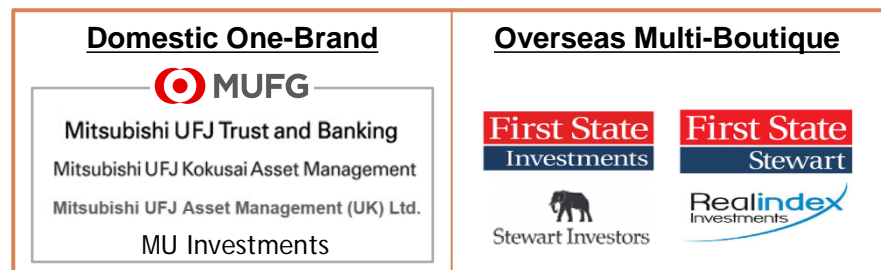 Domestic One-Brand
MUFG
Mitsubishi UFJ Trust and Banking
Mitsubishi UFJ Kokusai Asset Management
Mitsubishi UFJ Asset Management (UK) Ltd.
MU Investments
Overseas Multi-Boutique
First State
Investments
First State
Stewart
Stewart Investors
Realindex
Investments